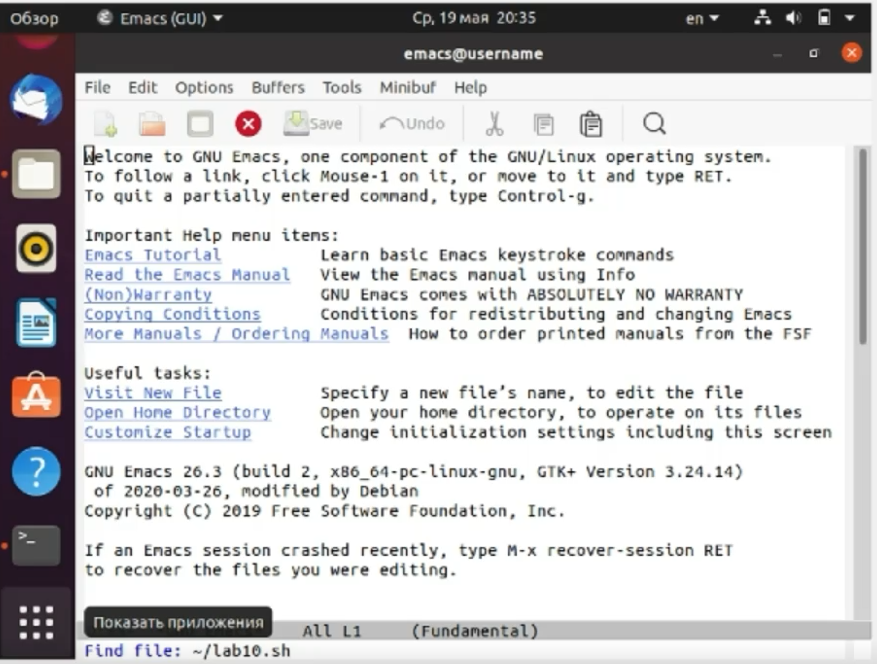 Обзор Emacs (GUI) Ср, 19 мая 20:35 en
emacs@username
File Edit Options Buffers Tools Minibuf Help
Save Undo
Welcome to GNU Emacs, one component of the GNU/Linux operating system.
To follow a link, click Mouse-1 on it, or move to it and type RET.
To quit a partially entered command, type Control-g.
Important Help menu items:
Emacs Tutorial Learn basic Emacs keystroke commands
Read the Emacs Manual View the Emacs manual using Info
(Non)Warranty GNU Emacs comes with ABSOLUTELY NO WARRANTY
Copying Conditions Conditions for redistributing and changing Emacs
More Manuals / Ordering Manuals How to order printed manuals from the FSF
Useful tasks:
Visit New File Specify a new file's name, to edit the file
Open Home Directory Open your home directory, to operate on its files
Customize Startup Change initialization settings including this screen
GNU Emacs 26.3 (build 2, x86_64-pc-linux-gnu, GTK+ Version 3.24.14)
of 2020-03-26, modified by Debian
Copyright (C) 2019 Free Software Foundation, Inc.
If an Emacs session crashed recently, type M-x recover-session RET
to recover the files you were editing.
Показать приложения
All L1 (Fundamental)
Find file: ~/lab10.sh